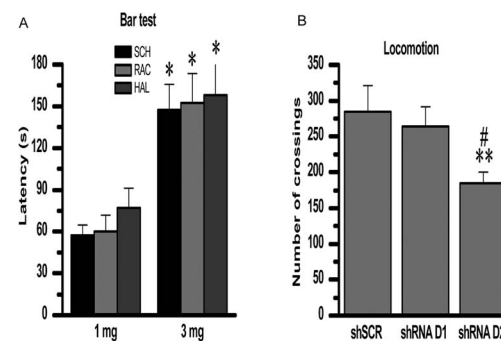 A
Bar test
180
150
120
90
60
30
0
Latency (s)
SCH
RAC
HAL
*
*
*
1 mg
3 mg
B
Locomotion
350
300
250
200
150
100
50
0
Number of crossings
#
**
shSCR
shRNA D1
shRNA D2